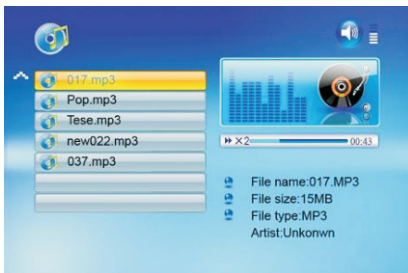 017.mp3
Pop.mp3
Tese.mp3
new022.mp3
037.mp3
×2
00:43
File name:017.MP3
File size:15MB
File type:MP3
Artist:Unkonwn